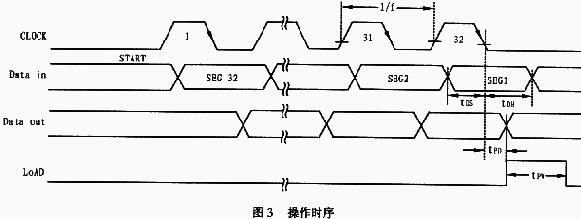 1/f
CLOCK
1
31
32
START
Data in
SEG 32
SEG2
SEG1
tDS
tDH
Data out
tPD
LoAD
tPW
图3 操作时序